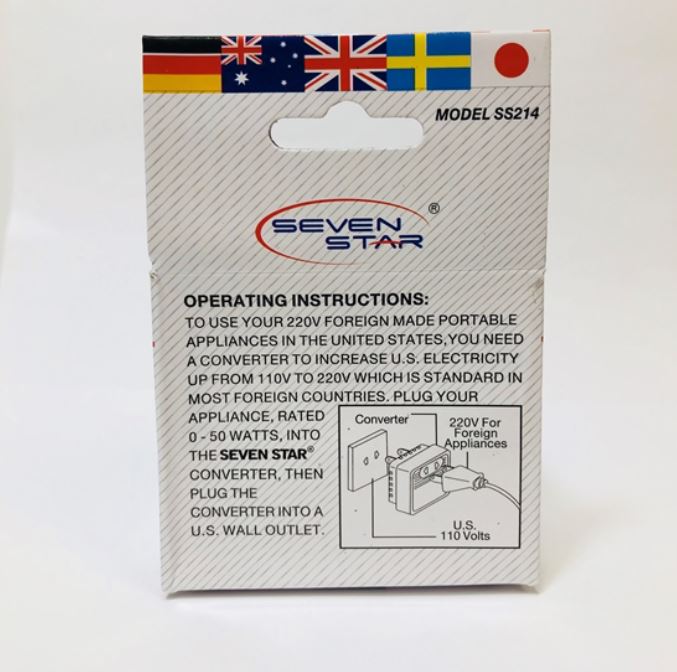 MODEL SS214
SEVEN
STAR ®
OPERATING INSTRUCTIONS:
TO USE YOUR 220V FOREIGN MADE PORTABLE
APPLIANCES IN THE UNITED STATES, YOU NEED
A CONVERTER TO INCREASE U.S. ELECTRICITY
UP FROM 110V TO 220V WHICH IS STANDARD IN
MOST FOREIGN COUNTRIES. PLUG YOUR
APPLIANCE, RATED
0 - 50 WATTS, INTO
THE SEVEN STAR®
CONVERTER, THEN
PLUG THE
CONVERTER INTO A
U.S. WALL OUTLET.
Converter
220V For
Foreign
Appliances
U.S.
110 Volts